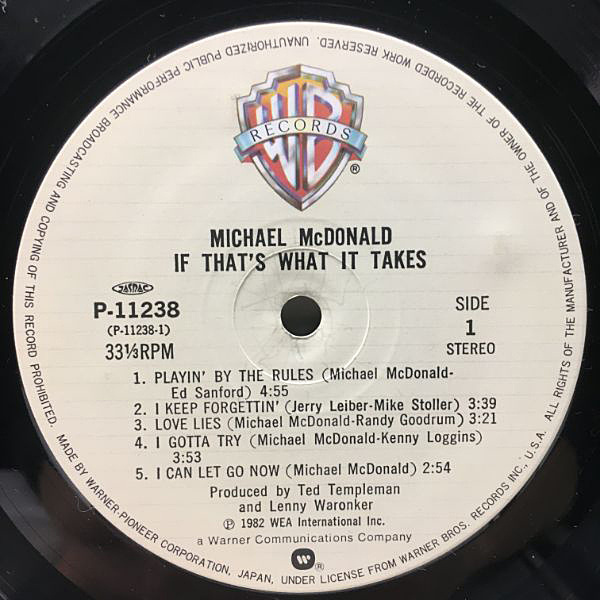 WB
RECORDS
®
MICHAEL McDONALD
IF THAT'S WHAT IT TAKES
JASRAC
P-11238
(P-11238-1)
33⅓RPM
SIDE
1
STEREO
1. PLAYIN' BY THE RULES (Michael McDonald-
Ed Sanford) 4:55
2. I KEEP FORGETTIN' (Jerry Leiber-Mike Stoller) 3:39
3. LOVE LIES (Michael McDonald-Randy Goodrum) 3:21
4. I GOTTA TRY (Michael McDonald-Kenny Loggins)
3:53
5. I CAN LET GO NOW (Michael McDonald) 2:54
Produced by Ted Templeman
and Lenny Waronker
Ⓟ 1982 WEA International Inc.
a Warner Communications Company
W ®
MADE BY WARNER-PIONEER CORPORATION, JAPAN, UNDER LICENSE FROM WARNER BROS. RECORDS INC., U.S.A. ALL RIGHTS OF THE MANUFACTURER AND OF THE OWNER OF THE RECORDED WORK RESERVED. UNAUTHORIZED PUBLIC PERFORMANCE BROADCASTING AND COPYING OF THIS RECORD PROHIBITED.